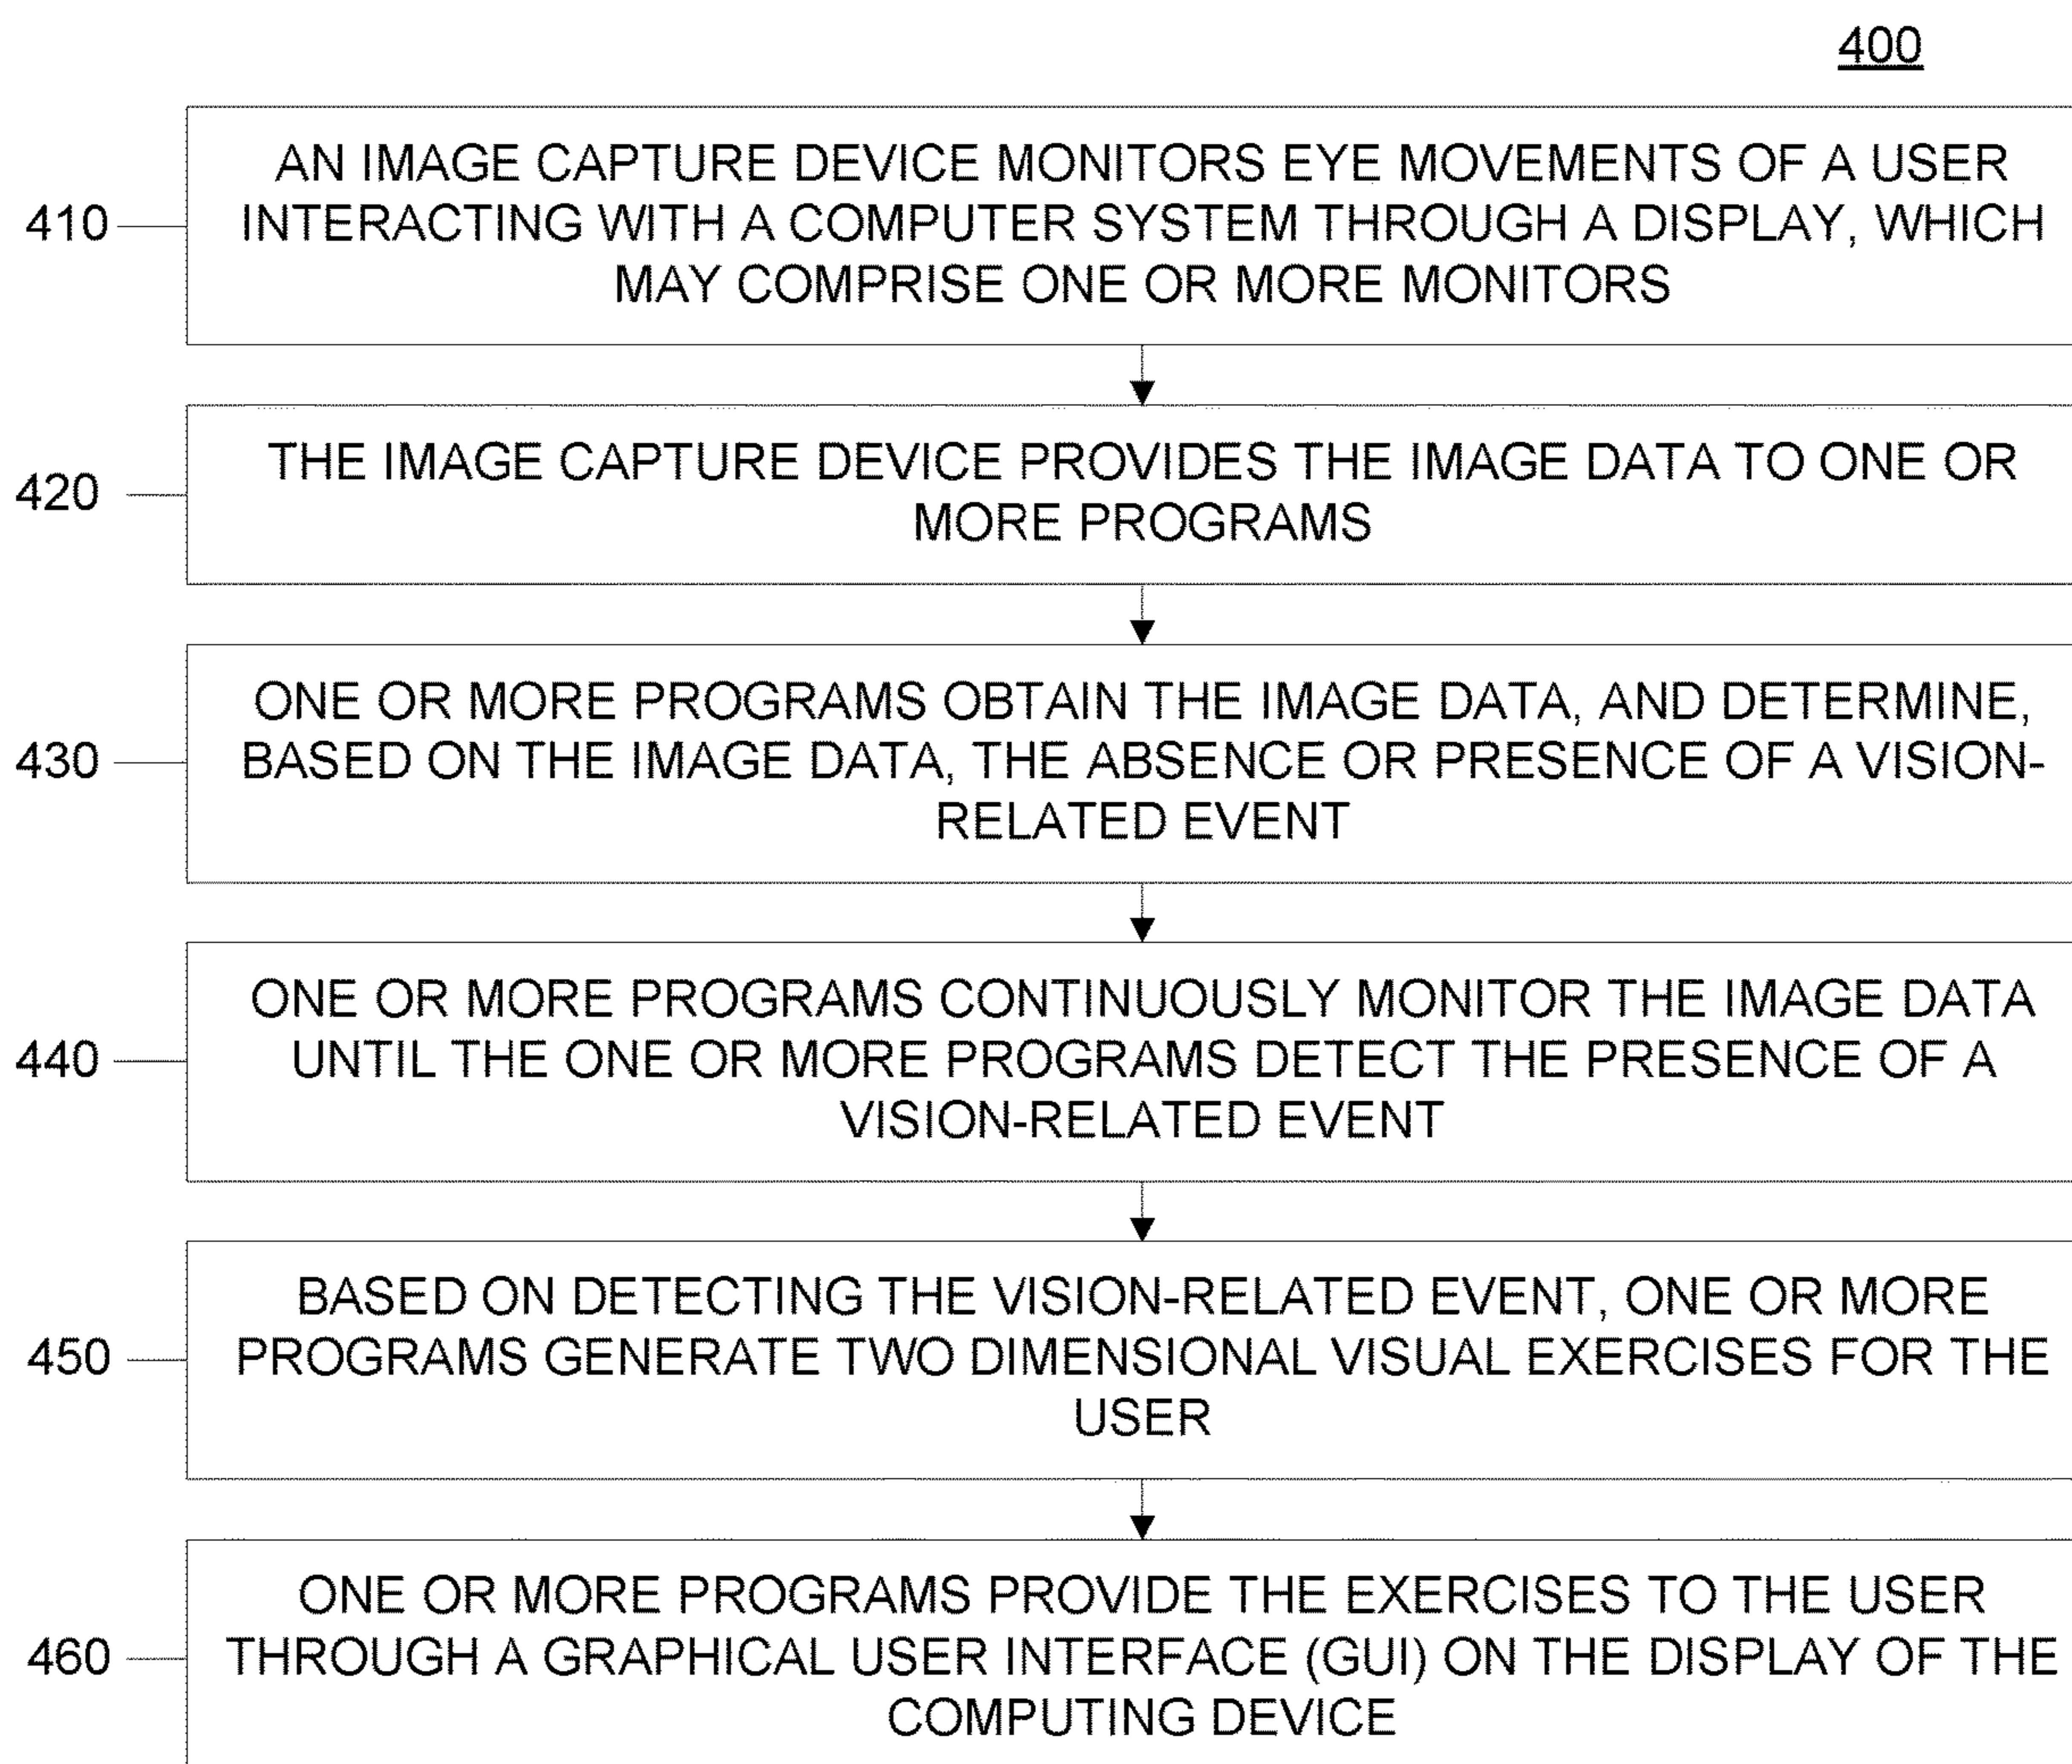 400
AN IMAGE CAPTURE DEVICE MONITORS EYE MOVEMENTS OF A USER
INTERACTING WITH A COMPUTER SYSTEM THROUGH A DISPLAY, WHICH
MAY COMPRISE ONE OR MORE MONITORS
410
THE IMAGE CAPTURE DEVICE PROVIDES THE IMAGE DATA TO ONE OR
MORE PROGRAMS
420
ONE OR MORE PROGRAMS OBTAIN THE IMAGE DATA, AND DETERMINE,
BASED ON THE IMAGE DATA, THE ABSENCE OR PRESENCE OF A VISION-
RELATED EVENT
430
ONE OR MORE PROGRAMS CONTINUOUSLY MONITOR THE IMAGE DATA
UNTIL THE ONE OR MORE PROGRAMS DETECT THE PRESENCE OF A
VISION-RELATED EVENT
440
BASED ON DETECTING THE VISION-RELATED EVENT, ONE OR MORE
PROGRAMS GENERATE TWO DIMENSIONAL VISUAL EXERCISES FOR THE
USER
450
ONE OR MORE PROGRAMS PROVIDE THE EXERCISES TO THE USER
THROUGH A GRAPHICAL USER INTERFACE (GUI) ON THE DISPLAY OF THE
COMPUTING DEVICE
460